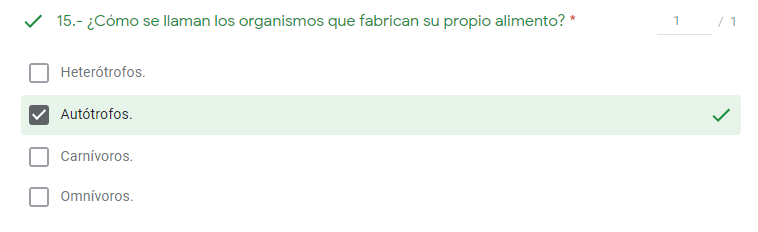 15.- ¿Cómo se llaman los organismos que fabrican su propio alimento? * 1 / 1
Heterótrofos.
Autótrofos.
Carnívoros.
Omnívoros.